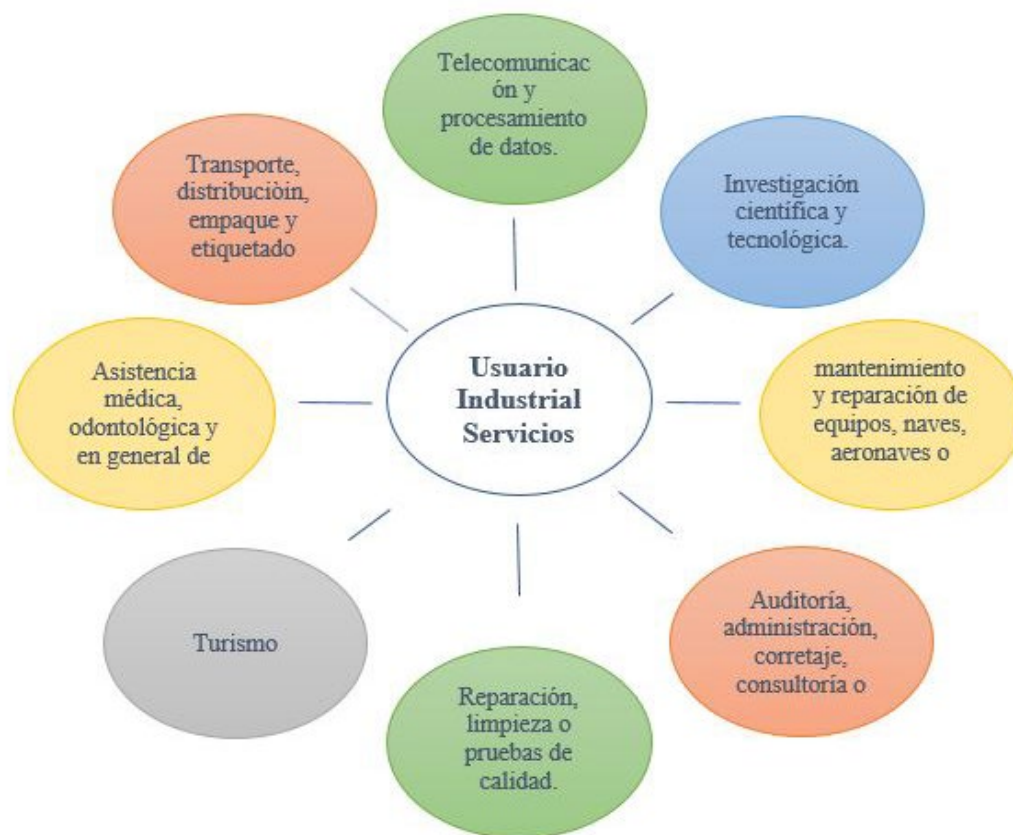 Telecomunicac
ón y
procesamiento
de datos.
Investigación
científica y
tecnológica.
mantenimiento
y reparación de
equipos, naves,
aeronaves o
Auditoría,
administración,
corretaje,
consultoría o
Reparación,
limpieza o
pruebas de
calidad.
Turismo
Asistencia
médica,
odontológica y
en general de
Transporte,
distribuciòin,
empaque y
etiquetado
Usuario
Industrial
Servicios